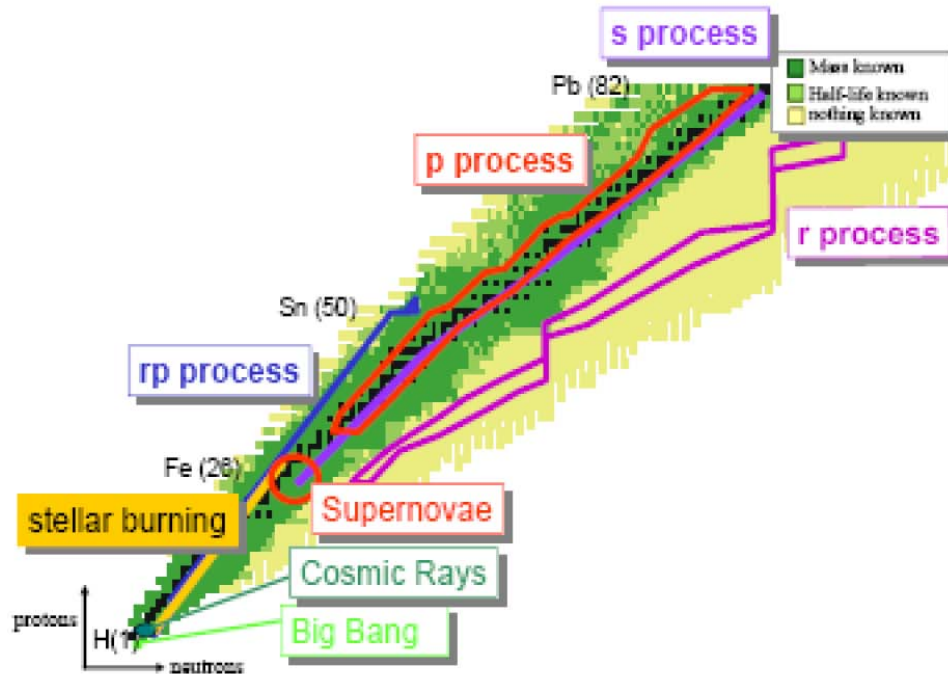 s process
Mass known
Pb (82)
Half-life known
nothing known
p process
r process
Sn (50)
rp process
Fe (26)
stellar burning
Supernovae
Cosmic Rays
protons
H(1)
Big Bang
neutrons